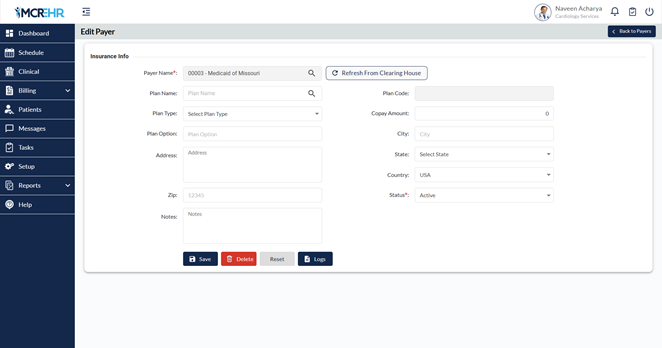 MCREHR
Naveen Acharya
Cardiology Services
Dashboard
Schedule
Clinical
Billing
Patients
Messages
Tasks
Setup
Reports
Help
Edit Payer
Back to Payers
Insurance Info
Payer Name*:
00003 - Medicaid of Missouri
Refresh From Clearing House
Plan Name:
Plan Name
Plan Code:
Plan Type:
Select Plan Type
Copay Amount:
0
Plan Option:
Plan Option
City:
City
Address:
Address
State:
Select State
Country:
USA
Zip:
12345
Status*:
Active
Notes:
Notes
Save
Delete
Reset
Logs